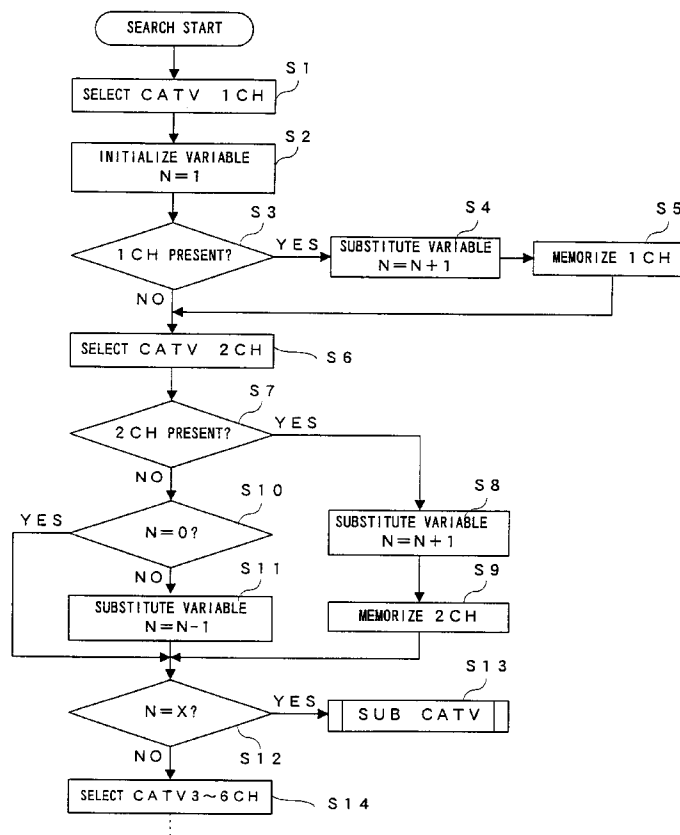 SEARCH START
S1
SELECT CATV 1CH
S2
INITIALIZE VARIABLE
N=1
S3
1CH PRESENT?
YES
NO
S4
SUBSTITUTE VARIABLE
N=N+1
S5
MEMORIZE 1CH
SELECT CATV 2CH
S6
S7
2CH PRESENT?
YES
NO
S8
SUBSTITUTE VARIABLE
N=N+1
S9
MEMORIZE 2CH
S10
YES
N=0?
NO
S11
SUBSTITUTE VARIABLE
N=N-1
N=X?
YES
S12
NO
S13
SUB CATV
SELECT CATV3~6CH
S14